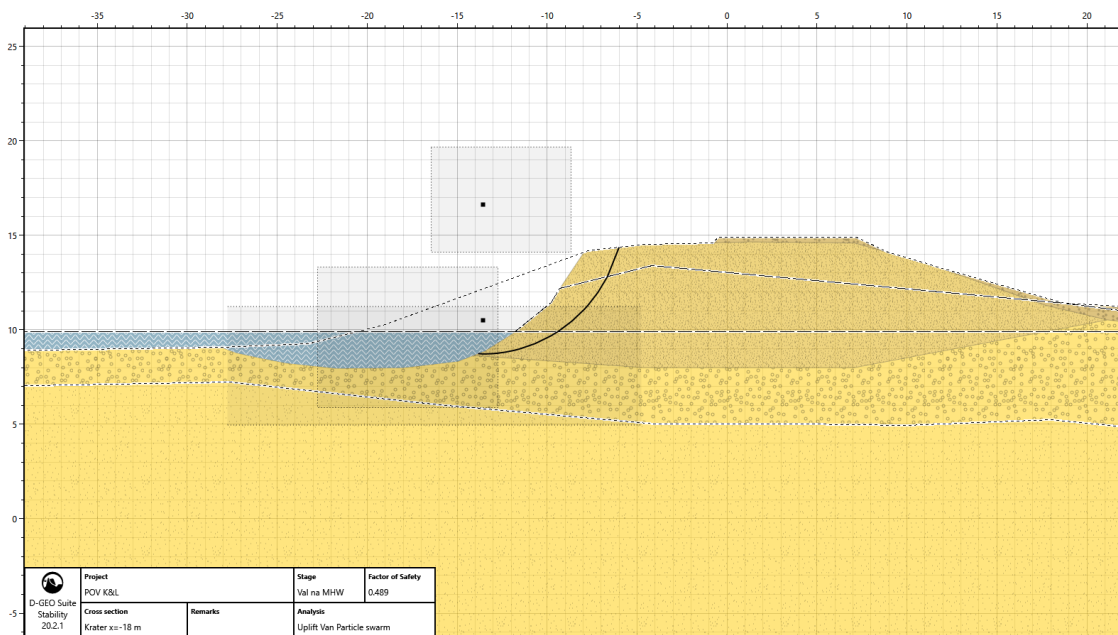 -35 -30 -25 -20 -15 -10 -5 0 5 10 15 20
25
20
15
10
5
0
-5
D-GEO Suite
Stability
20.2.1
Project
POV K&L
Stage
Val na MHW
Factor of Safety
0.489
Cross section
Krater x=-18 m
Remarks
Analysis
Uplift Van Particle swarm